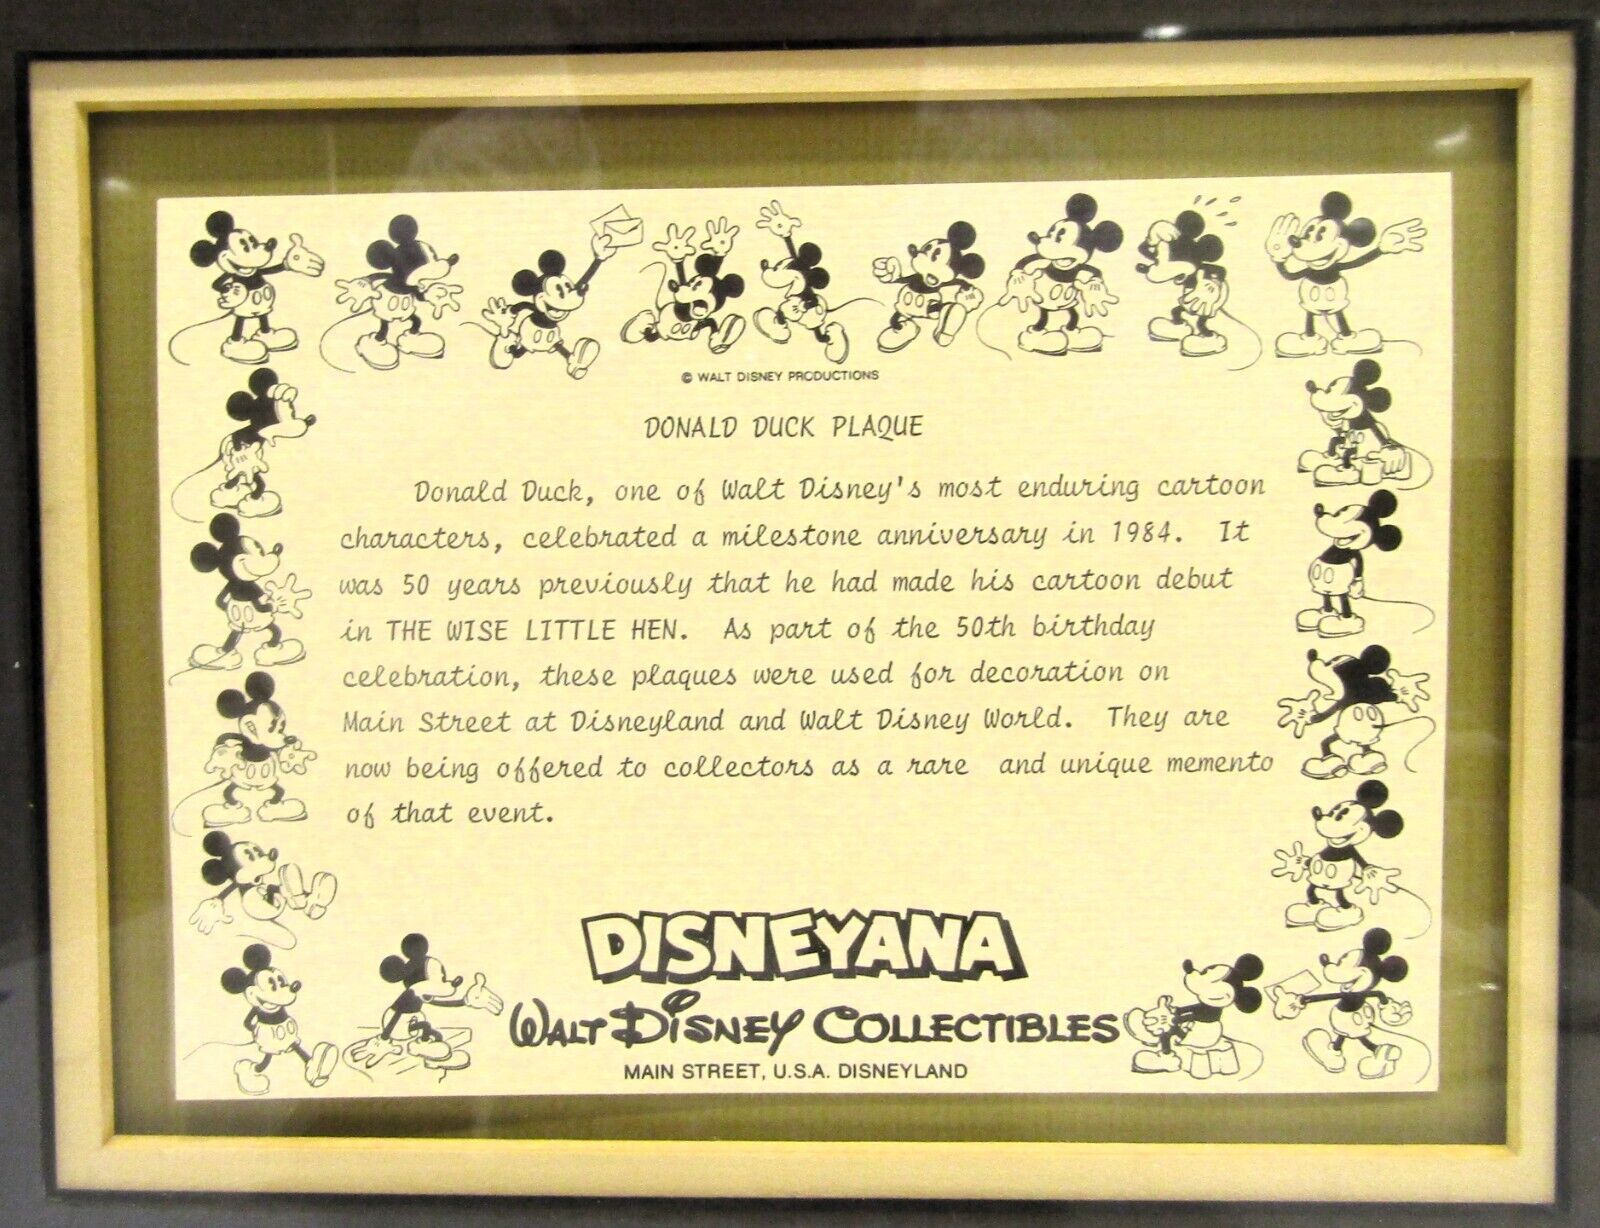 © WALT DISNEY PRODUCTIONS
DONALD DUCK PLAQUE
Donald Duck, one of Walt Disney's most enduring cartoon
characters, celebrated a milestone anniversary in 1984. It
was 50 years previously that he had made his cartoon debut
in THE WISE LITTLE HEN. As part of the 50th birthday
celebration, these plaques were used for decoration on
Main Street at Disneyland and Walt Disney World. They are
now being offered to collectors as a rare and unique memento
of that event.
DISNEYANA
WALT DISNEY COLLECTIBLES
MAIN STREET, U.S.A. DISNEYLAND